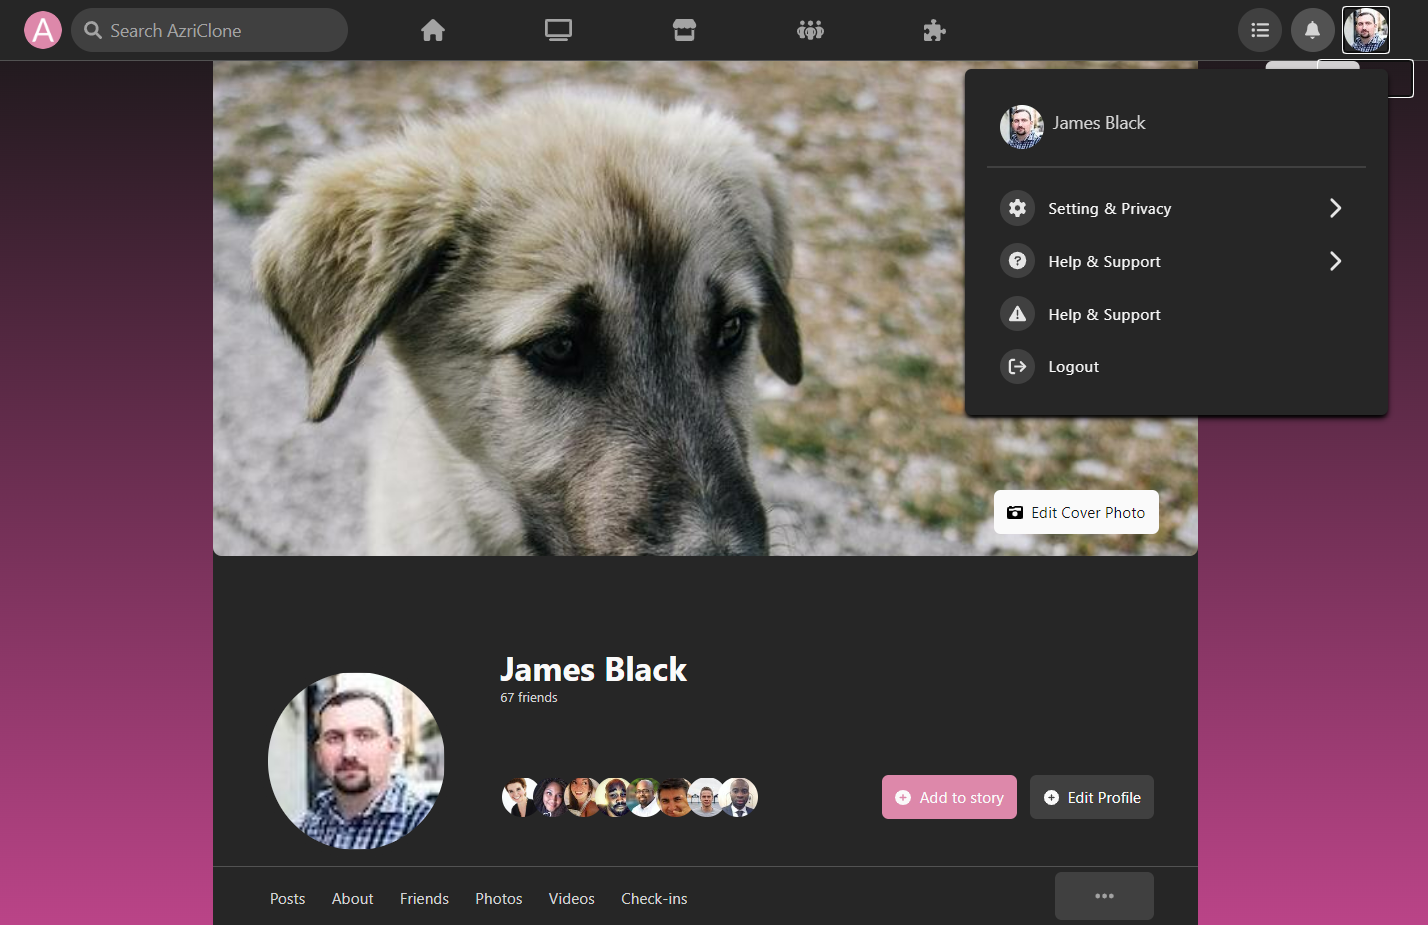 A
Search AzriClone
James Black
Setting & Privacy
Help & Support
Help & Support
Logout
Edit Cover Photo
James Black
67 friends
Add to story
Edit Profile
Posts
About
Friends
Photos
Videos
Check-ins